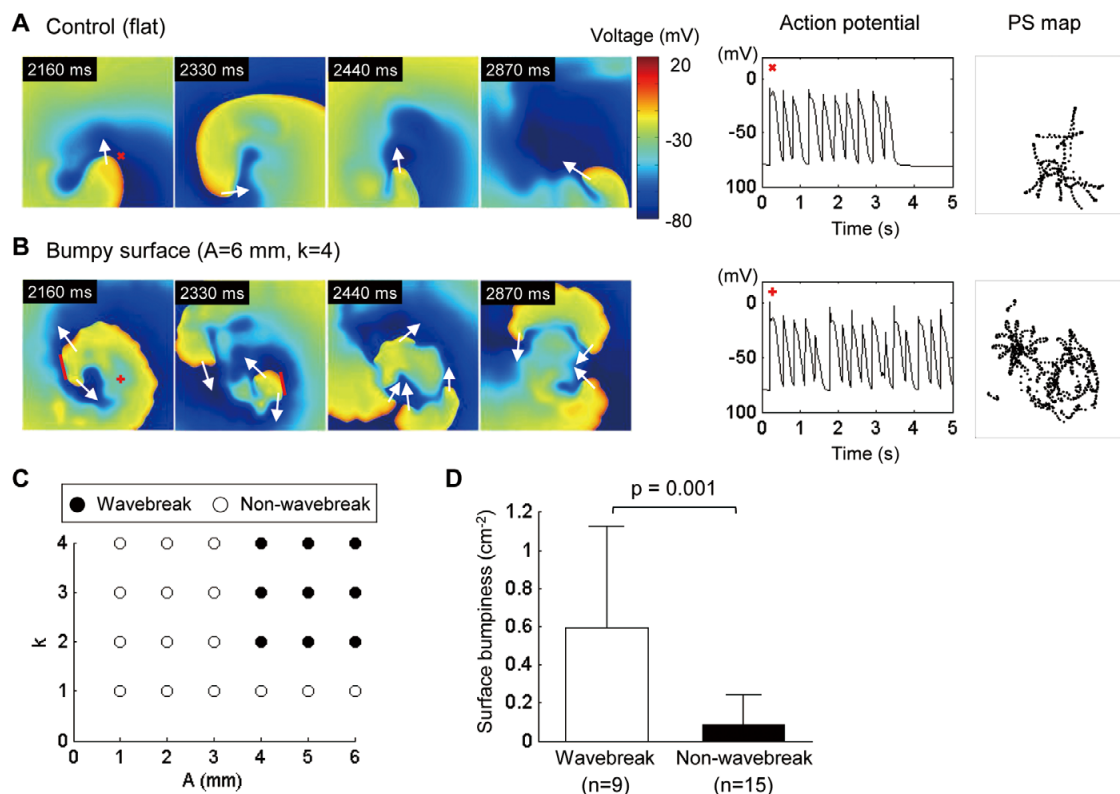 A Control (flat)
Voltage (mV)
Action potential
PS map
2160 ms
2330 ms
2440 ms
2870 ms
20
-30
-80
(mV)
0
-50
100
0 1 2 3 4 5
Time (s)
B Bumpy surface (A=6 mm, k=4)
2160 ms
2330 ms
2440 ms
2870 ms
(mV)
0
-50
100
0 1 2 3 4 5
Time (s)
C
Wavebreak Non-wavebreak
4
3
2
1
0
k
0 1 2 3 4 5 6
A (mm)
D
p = 0.001
Surface bumpiness (cm-2)
1.2
1
0.8
0.6
0.4
0.2
0
Wavebreak Non-wavebreak
(n=9) (n=15)